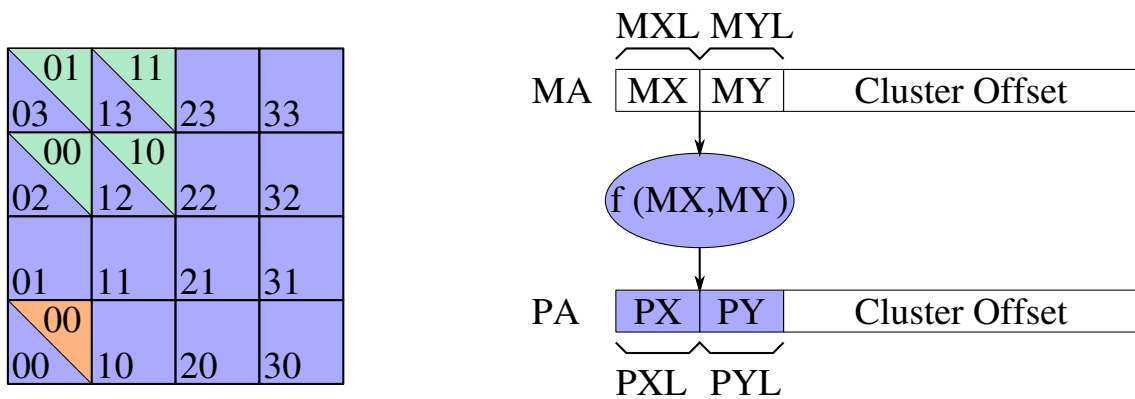 01 11
03 13 23 33
00 10
02 12 22 32
01 11 21 31
00
00 10 20 30
MXL MYL
MA MX MY Cluster Offset
f (MX,MY)
PA PX PY Cluster Offset
PXL PYL